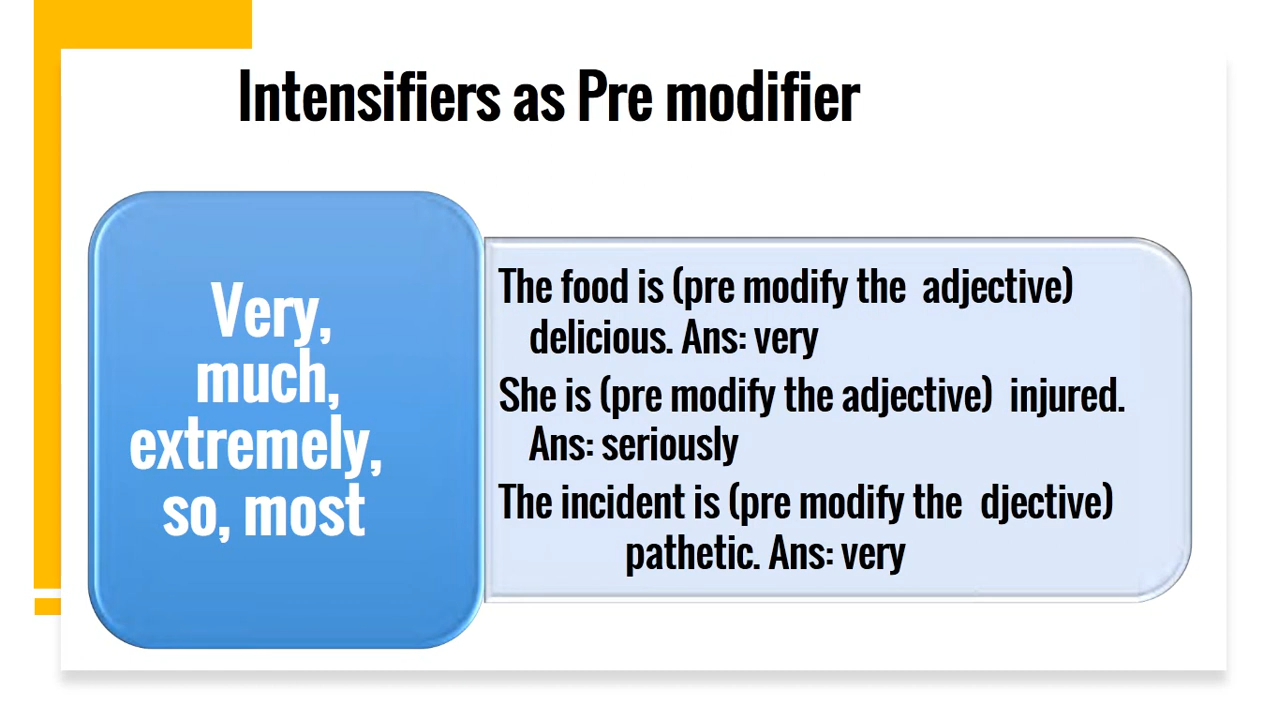 Intensifiers as Pre modifier
Very,
much,
extremely,
so, most
The food is (pre modify the adjective)
delicious. Ans: very
She is (pre modify the adjective) injured.
Ans: seriously
The incident is (pre modify the djective)
pathetic. Ans: very